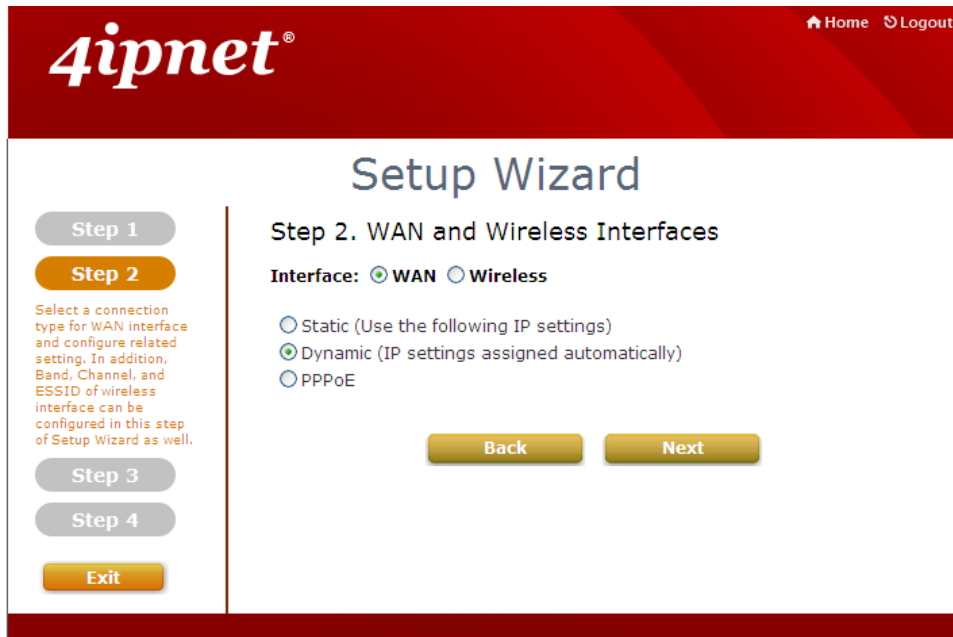 4ipnet®
Home Logout
Setup Wizard
Step 1
Step 2
Select a connection
type for WAN interface
and configure related
setting. In addition,
Band, Channel, and
ESSID of wireless
interface can be
configured in this step
of Setup Wizard as well.
Step 3
Step 4
Exit
Step 2. WAN and Wireless Interfaces
Interface: WAN Wireless
Static (Use the following IP settings)
Dynamic (IP settings assigned automatically)
PPPoE
Back Next